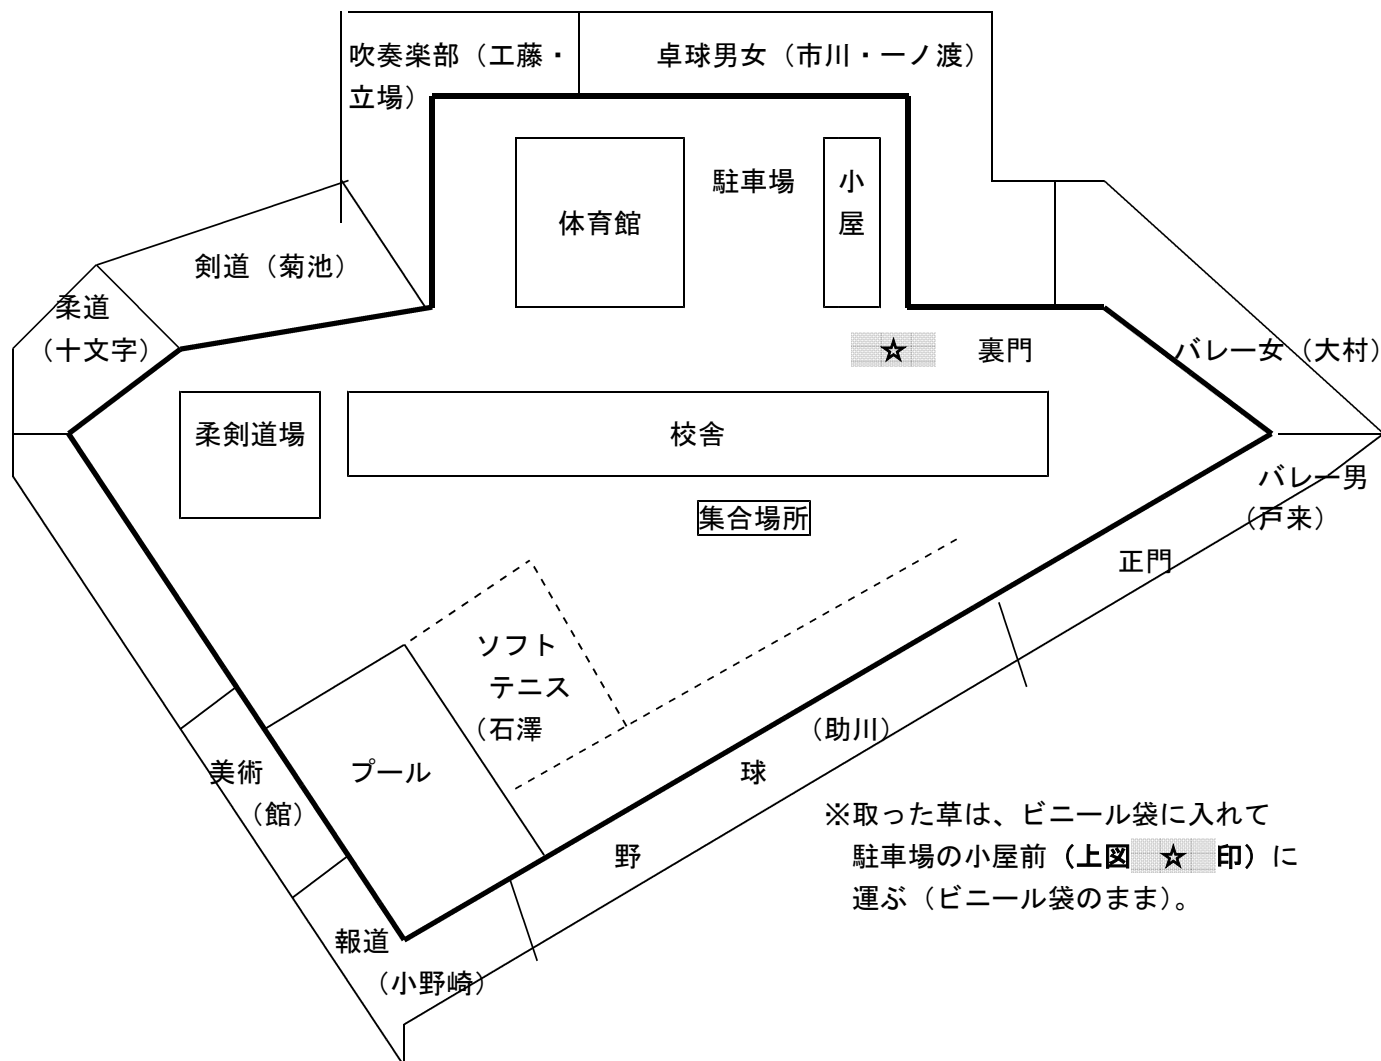 吹奏楽部（工藤・
立場）
卓球男女（市川・一ノ渡）
駐車場
小
屋
体育館
剣道（菊池）
柔道
（十文字）
☆
裏門
バレー女（大村）
柔剣道場
校舎
バレー男
（戸来）
集合場所
正門
ソフト
テニス
（石澤
（助川）
球
野
プール
美術
（館）
※取った草は、ビニール袋に入れて
駐車場の小屋前（上図　☆　印）に
運ぶ（ビニール袋のまま）。
報道
（小野崎）